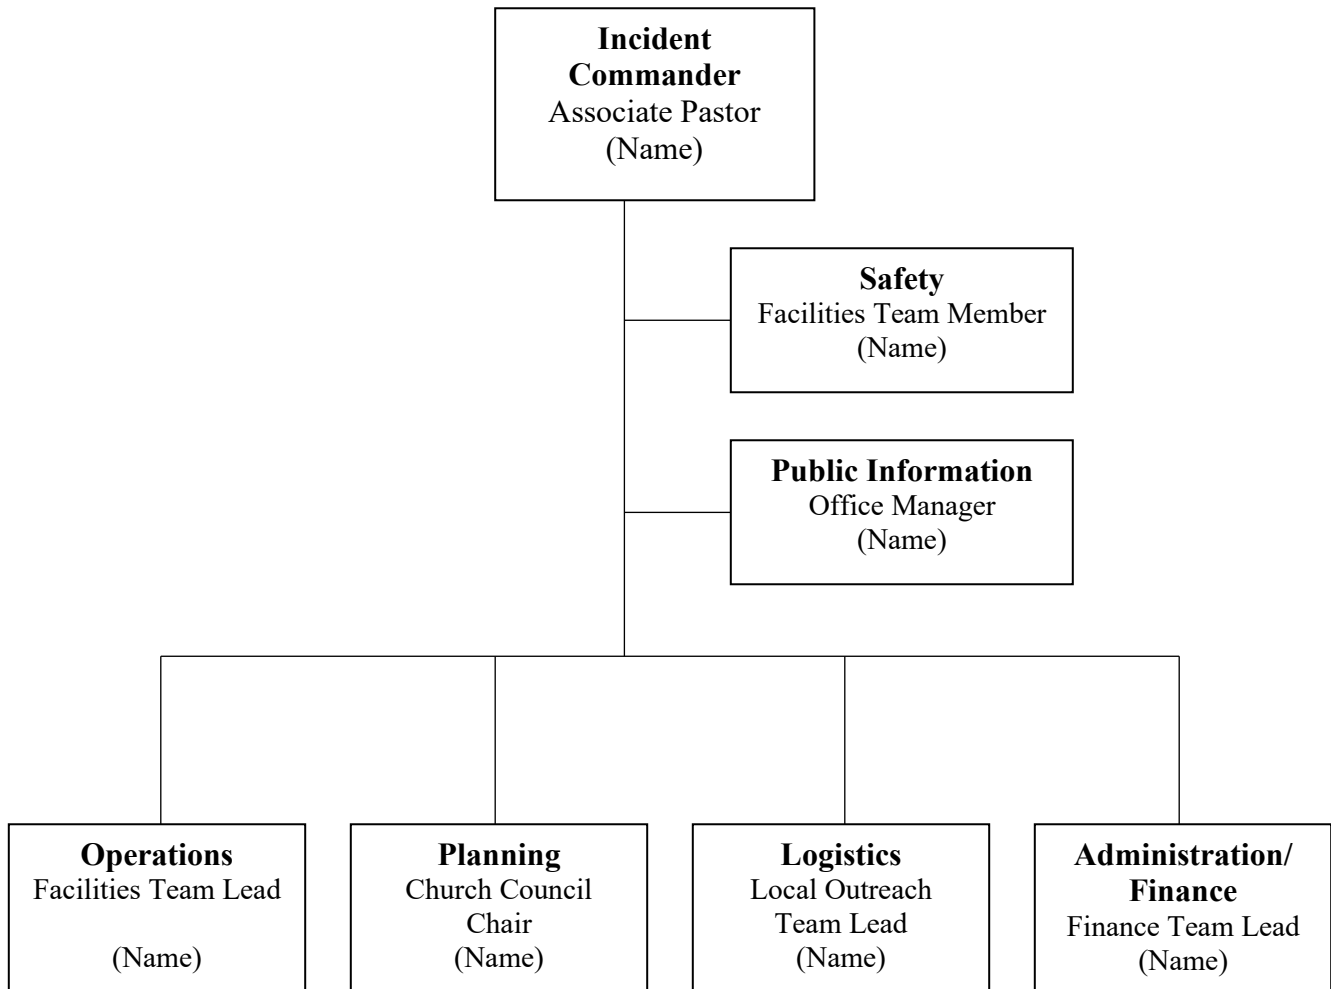 Incident
Commander
Associate Pastor
(Name)
Safety
Facilities Team Member
(Name)
Public Information
Office Manager
(Name)
Operations
Facilities Team Lead
(Name)
Planning
Church Council
Chair
(Name)
Logistics
Local Outreach
Team Lead
(Name)
Administration/
Finance
Finance Team Lead
(Name)